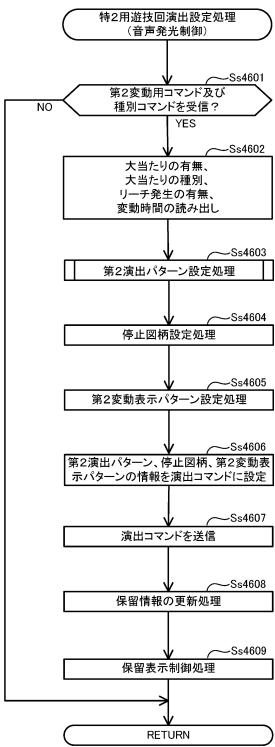 特2用遊技回演出設定処理
(音声発光制御)
Ss4601
第2変動用コマンド及び
種別コマンドを受信？
NO
YES
Ss4602
大当たりの有無、
大当たりの種別、
リーチ発生の有無、
変動時間の読み出し
Ss4603
第2演出パターン設定処理
Ss4604
停止図柄設定処理
Ss4605
第2変動表示パターン設定処理
Ss4606
第2演出パターン、停止図柄、第2変動表
示パターンの情報を演出コマンドに設定
Ss4607
演出コマンドを送信
Ss4608
保留情報の更新処理
Ss4609
保留表示制御処理
RETURN